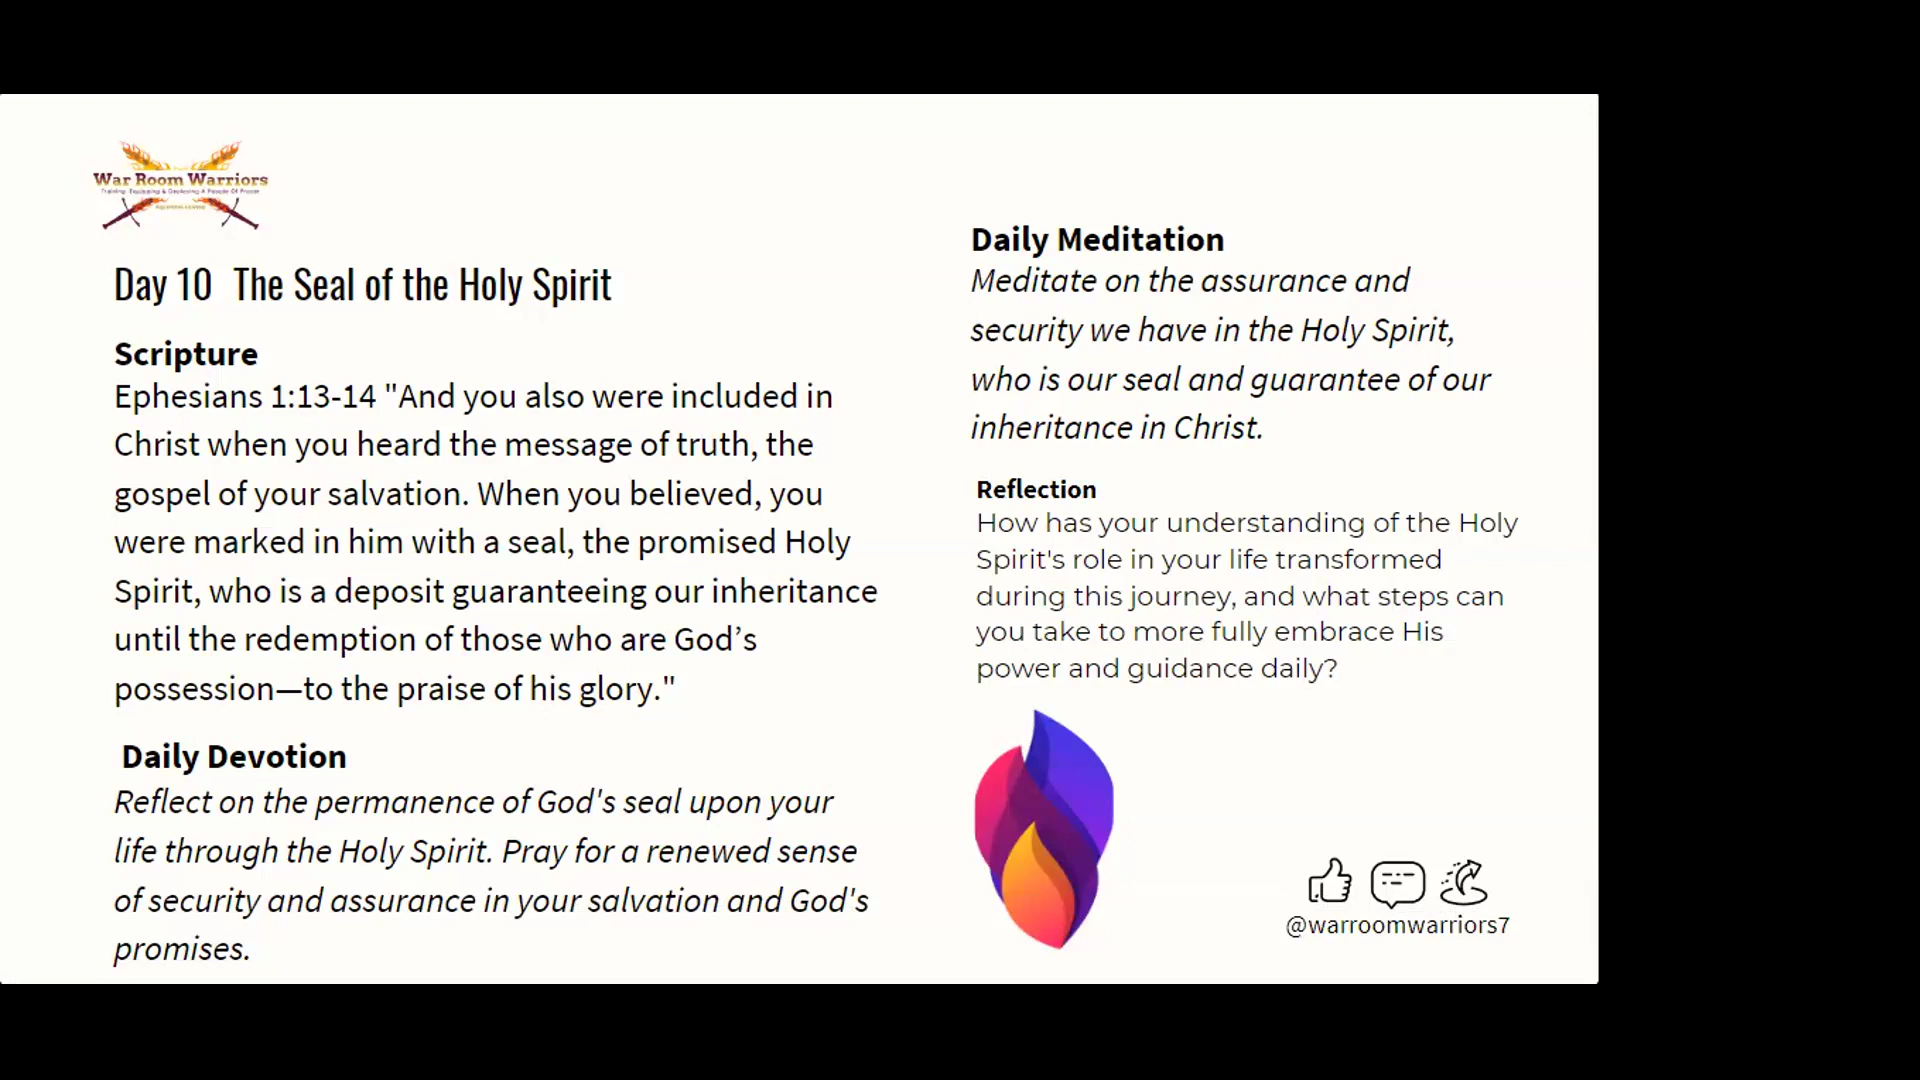 War Room Warriors
Training, Equipping & Deploying A People Of Prayer
Day 10 The Seal of the Holy Spirit
Scripture
Ephesians 1:13-14 "And you also were included in
Christ when you heard the message of truth, the
gospel of your salvation. When you believed, you
were marked in him with a seal, the promised Holy
Spirit, who is a deposit guaranteeing our inheritance
until the redemption of those who are God’s
possession—to the praise of his glory."
Daily Devotion
Reflect on the permanence of God's seal upon your
life through the Holy Spirit. Pray for a renewed sense
of security and assurance in your salvation and God's
promises.
Daily Meditation
Meditate on the assurance and
security we have in the Holy Spirit,
who is our seal and guarantee of our
inheritance in Christ.
Reflection
How has your understanding of the Holy
Spirit's role in your life transformed
during this journey, and what steps can
you take to more fully embrace His
power and guidance daily?
@warroomwarriors7